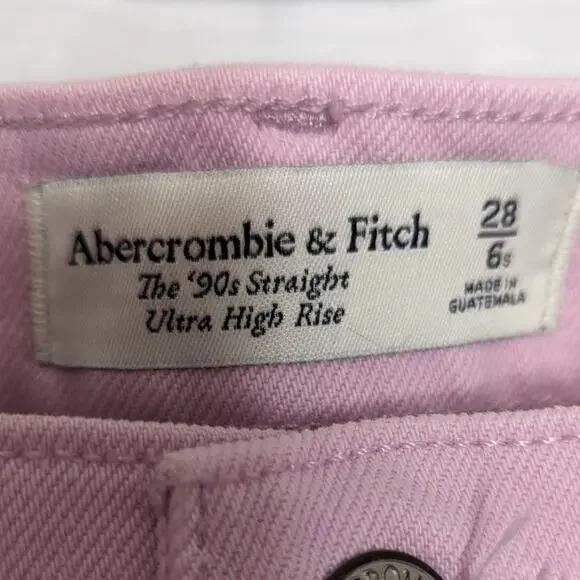 Abercrombie & Fitch
The '90s Straight
Ultra High Rise
28
6s
MADE IN
GUATEMALA